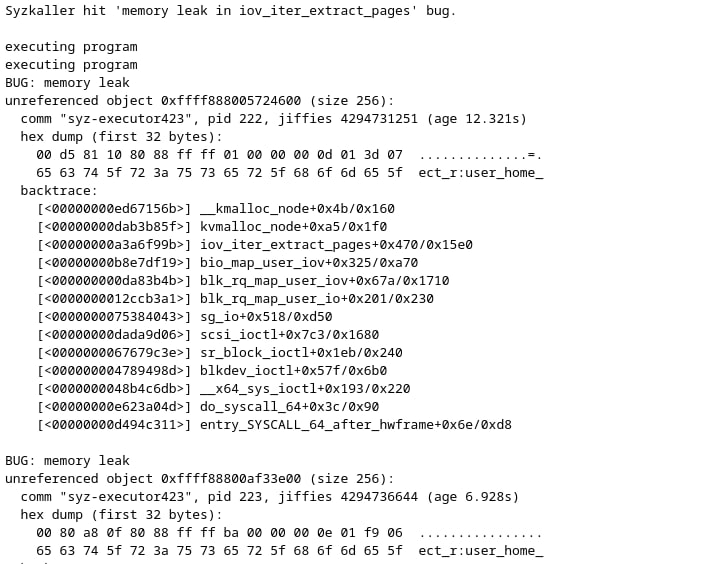 Syzkaller hit 'memory leak in iov_iter_extract_pages' bug.
executing program
executing program
BUG: memory leak
unreferenced object 0xffff888005724600 (size 256):
comm "syz-executor423", pid 222, jiffies 4294731251 (age 12.321s)
hex dump (first 32 bytes):
00 d5 81 10 80 88 ff ff 01 00 00 00 0d 01 3d 07  ..............=.
65 63 74 5f 72 3a 75 73 65 72 5f 68 6f 6d 65 5f  ect_r:user_home_
backtrace:
[<00000000ed67156b>] __kmalloc_node+0x4b/0x160
[<00000000dab3b85f>] kvmalloc_node+0xa5/0x1f0
[<00000000a3a6f99b>] iov_iter_extract_pages+0x470/0x15e0
[<00000000b8e7df19>] bio_map_user_iov+0x325/0xa70
[<00000000da83b4b>] blk_rq_map_user_iov+0x67a/0x1710
[<0000000012ccb3a1>] blk_rq_map_user_io+0x201/0x230
[<0000000075384043>] sg_io+0x518/0xd50
[<00000000dada9d06>] scsi_ioctl+0x7c3/0x1680
[<0000000067679c3e>] sr_block_ioctl+0x1eb/0x240
[<000000004789498d>] blkdev_ioctl+0x57f/0x6b0
[<0000000048b4c6db>] __x64_sys_ioctl+0x193/0x220
[<00000000e623a04d>] do_syscall_64+0x3c/0x90
[<00000000d494c311>] entry_SYSCALL_64_after_hwframe+0x6e/0xd8
BUG: memory leak
unreferenced object 0xffff88800af33e00 (size 256):
comm "syz-executor423", pid 223, jiffies 4294736644 (age 6.928s)
hex dump (first 32 bytes):
00 80 a8 0f 80 88 ff ff ba 00 00 00 0e 01 f9 06  ................
65 63 74 5f 72 3a 75 73 65 72 5f 68 6f 6d 65 5f  ect_r:user_home_